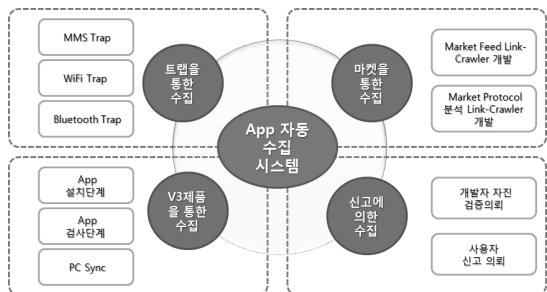 MMS Trap
WiFi Trap
Bluetooth Trap
트랩을
통한
수집
마켓을
통한
수집
Market Feed Link-
Crawler 개발
Market Protocol
분석 Link-Crawler
개발
App 자동
수집
시스템
App
설치단계
App
검사단계
PC Sync
V3제품
을 통한
수집
신고에
의한
수집
개발자 자진
검증의뢰
사용자
신고 의뢰